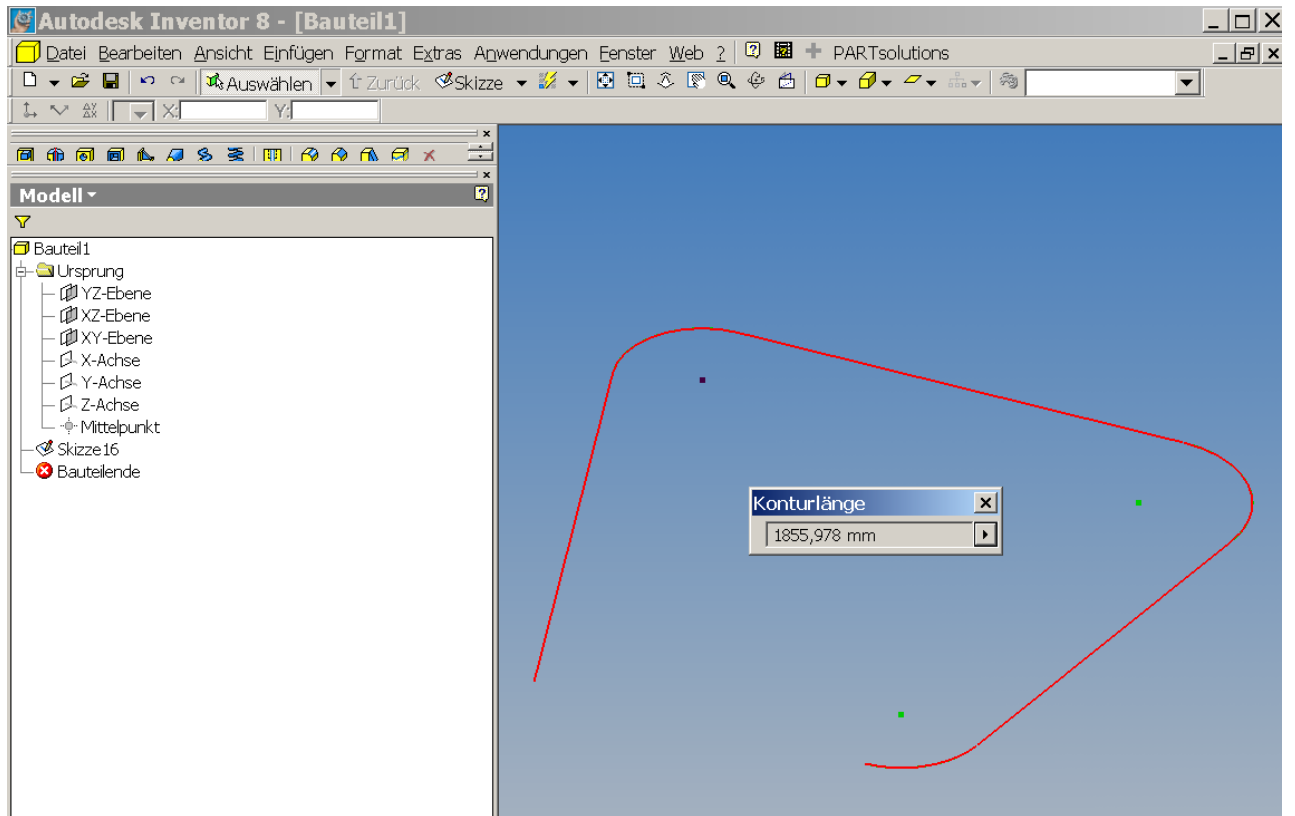 Autodesk Inventor 8 - [Bauteil1]
Datei Bearbeiten Ansicht Einfügen Format Extras Anwendungen Fenster Web ? PARTsolutions
Auswählen Zurück Skizze
X: Y:
Modell
Bauteil1
Ursprung
YZ-Ebene
XZ-Ebene
XY-Ebene
X-Achse
Y-Achse
Z-Achse
Mittelpunkt
Skizze16
Bauteilende
Konturlänge
1855,978 mm